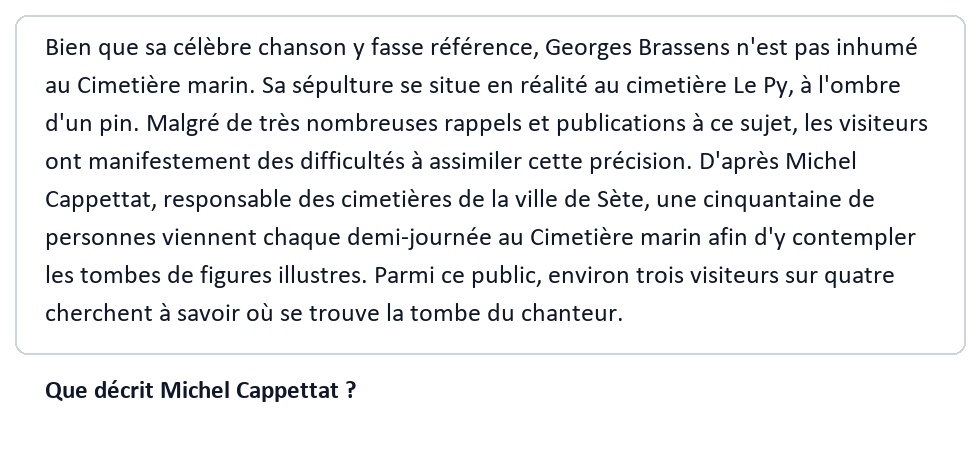 Bien que sa célèbre chanson y fasse référence, Georges Brassens n'est pas inhumé
au Cimetière marin. Sa sépulture se situe en réalité au cimetière Le Py, à l'ombre
d'un pin. Malgré de très nombreuses rappels et publications à ce sujet, les visiteurs
ont manifestement des difficultés à assimiler cette précision. D'après Michel
Cappettat, responsable des cimetières de la ville de Sète, une cinquantaine de
personnes viennent chaque demi-journée au Cimetière marin afin d'y contempler
les tombes de figures illustres. Parmi ce public, environ trois visiteurs sur quatre
cherchent à savoir où se trouve la tombe du chanteur.
Que décrit Michel Cappettat ?